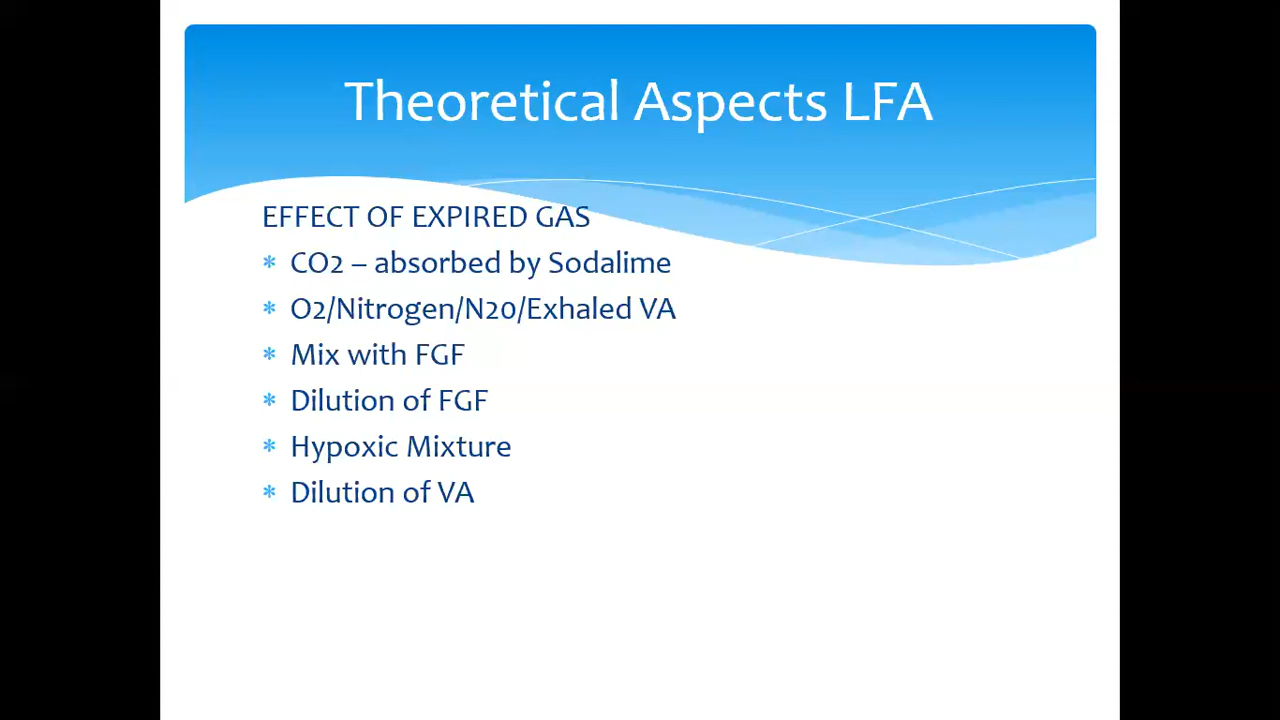 Theoretical Aspects LFA
EFFECT OF EXPIRED GAS
* CO2 – absorbed by Sodalime
* O2/Nitrogen/N20/Exhaled VA
* Mix with FGF
* Dilution of FGF
* Hypoxic Mixture
* Dilution of VA